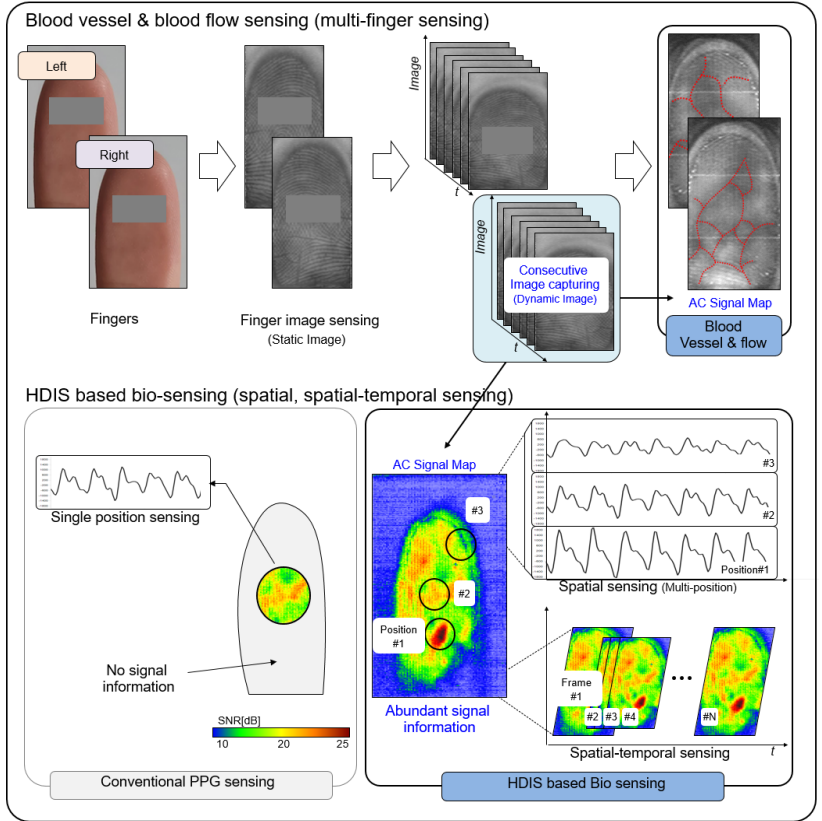 Blood vessel & blood flow sensing (multi-finger sensing)
Left
Right
Image
t
Image
t
Consecutive
Image capturing
(Dynamic Image)
Fingers
Finger image sensing
(Static Image)
AC Signal Map
Blood
Vessel & flow
HDIS based bio-sensing (spatial, spatial-temporal sensing)
Single position sensing
No signal
information
SNR[dB]
10 20 25
Conventional PPG sensing
AC Signal Map
#3
#2
Position
#1
Abundant signal
information
#3
#2
Position#1
Spatial sensing (Multi-position)
Frame
#1
#2 #3 #4
#N
Spatial-temporal sensing
t
HDIS based Bio sensing